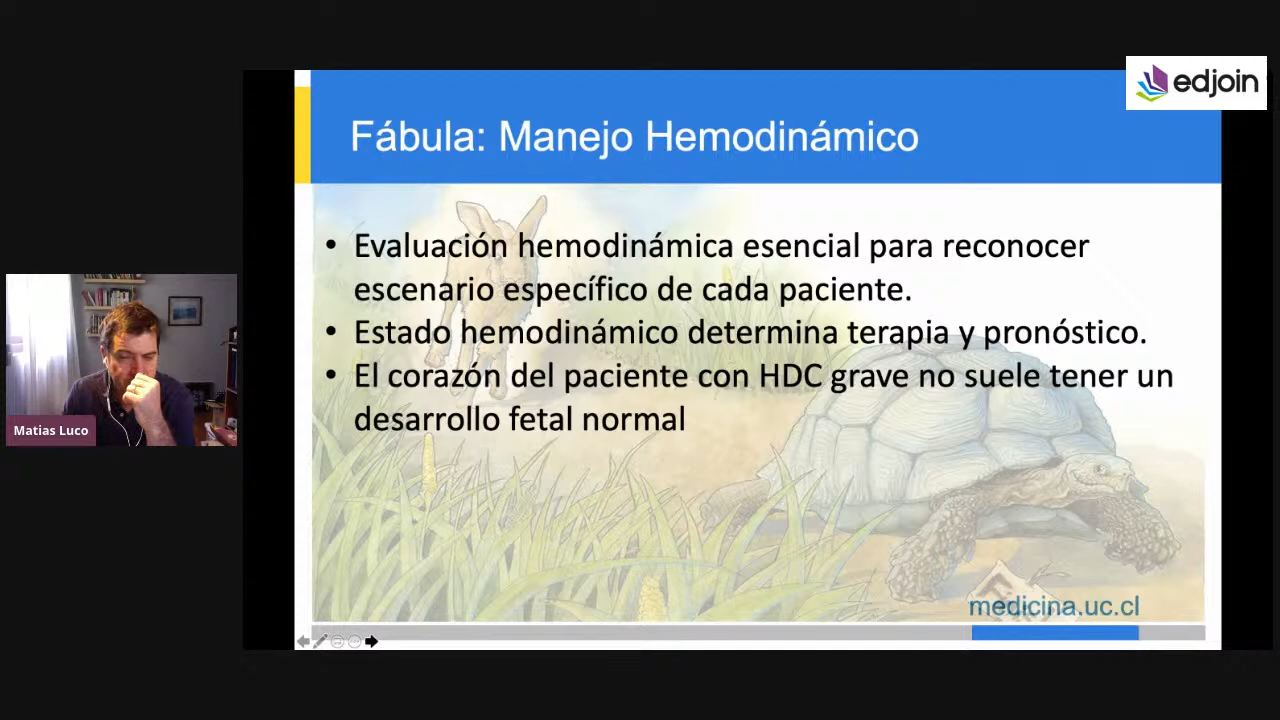 edjoin
Fábula: Manejo Hemodinámico
• Evaluación hemodinámica esencial para reconocer
escenario específico de cada paciente.
• Estado hemodinámico determina terapia y pronóstico.
• El corazón del paciente con HDC grave no suele tener un
desarrollo fetal normal
Matias Luco
medicina.uc.cl